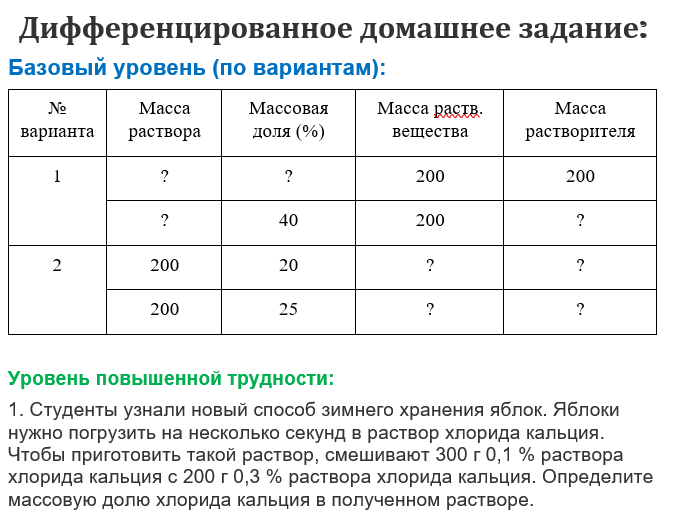 Дифференцированное домашнее задание:
Базовый уровень (по вариантам):
№ варианта | Масса раствора | Массовая доля (%) | Масса раств. вещества | Масса растворителя
1 | ? | ? | 200 | 200
? | 40 | 200 | ?
2 | 200 | 20 | ? | ?
200 | 25 | ? | ?
Уровень повышенной трудности:
1. Студенты узнали новый способ зимнего хранения яблок. Яблоки
нужно погрузить на несколько секунд в раствор хлорида кальция.
Чтобы приготовить такой раствор, смешивают 300 г 0,1 % раствора
хлорида кальция с 200 г 0,3 % раствора хлорида кальция. Определите
массовую долю хлорида кальция в полученном растворе.